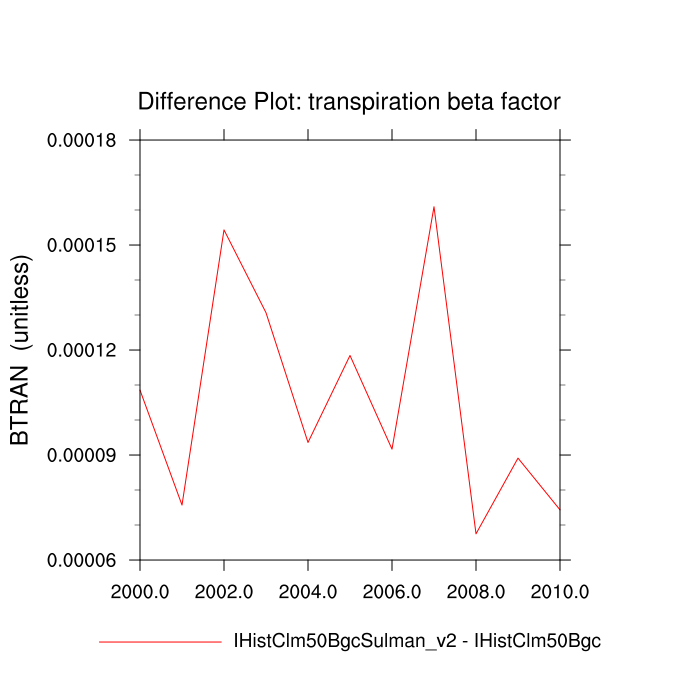 Difference Plot: transpiration beta factor
0.00018
0.00015
0.00012
0.00009
0.00006
BTRAN (unitless)
2000.0 2002.0 2004.0 2006.0 2008.0 2010.0
IHistClm50BgcSulman_v2 - IHistClm50Bgc